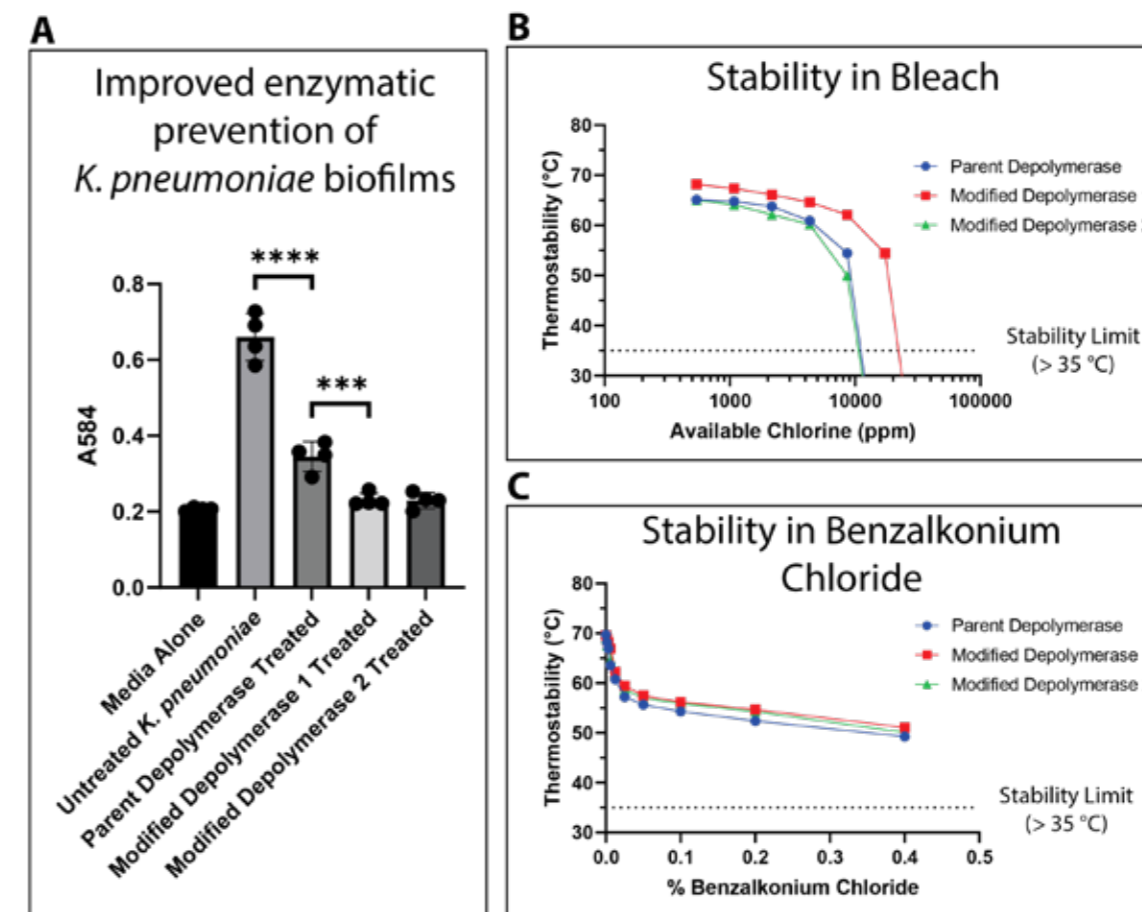 A
Improved enzymatic
prevention of
K. pneumoniae biofilms
****
***
0.8
0.6
0.4
0.2
0.0
A584
Media Alone
Untreated K. pneumoniae
Parent Depolymerase Treated
Modified Depolymerase 1 Treated
Modified Depolymerase 2 Treated
B
Stability in Bleach
80
70
60
50
40
30
Thermostability (°C)
100
1000
10000
100000
Available Chlorine (ppm)
Parent Depolymerase
Modified Depolymerase
Modified Depolymerase
Stability Limit
(> 35 °C)
C
Stability in Benzalkonium
Chloride
80
70
60
50
40
30
Thermostability (°C)
0.0
0.1
0.2
0.3
0.4
0.5
% Benzalkonium Chloride
Parent Depolymerase
Modified Depolymerase
Modified Depolymerase
Stability Limit
(> 35 °C)